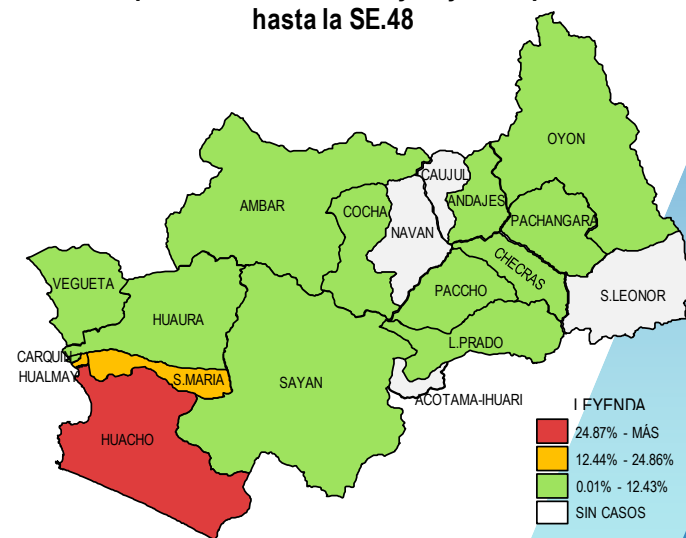 hasta la SE.48
OYON
CAUJUL
AMBAR
COCHA
ANDAJES
NAVAN
PACHANGARA
CHECRAS
VEGUETA
PACCHO
S.LEONOR
HUAURA
L.PRADO
CARQUIN
HUALMAY
S.MARIA
SAYAN
ACOTAMA-IHUARI
HUACHO
LEYENDA
24.87% - MÁS
12.44% - 24.86%
0.01% - 12.43%
SIN CASOS